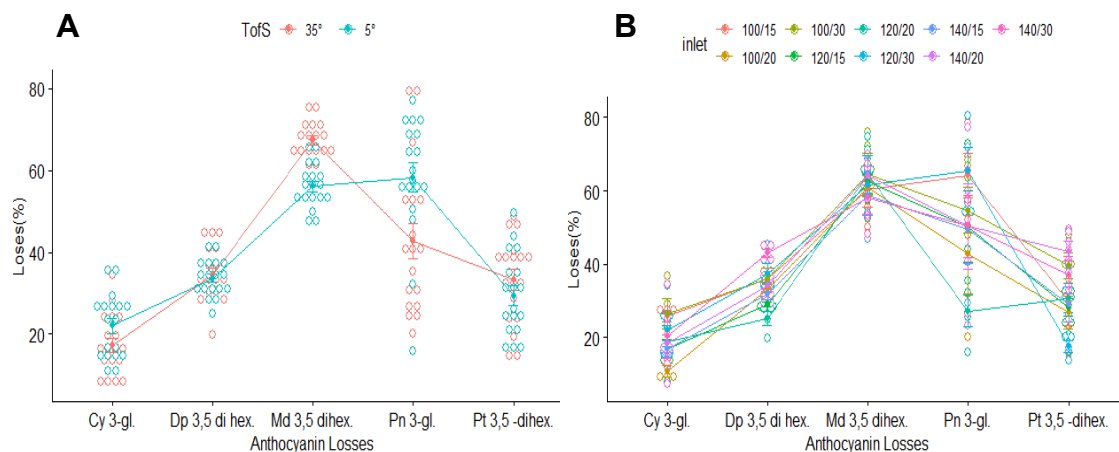 A
TofS 35º 5º
Loses(%)
80
60
40
20
Cy 3-gl. Dp 3,5 di hex. Md 3,5 dihex. Pn 3-gl. Pt 3,5 -dihex.
Anthocyanin Losses
B
inlet
100/15 100/30 120/20 140/15 140/30
100/20 120/15 120/30 140/20
Loses(%)
80
60
40
20
Cy 3-gl. Dp 3,5 di hex. Md 3,5 dihex. Pn 3-gl. Pt 3,5 -dihex.
Anthocyanin Losses